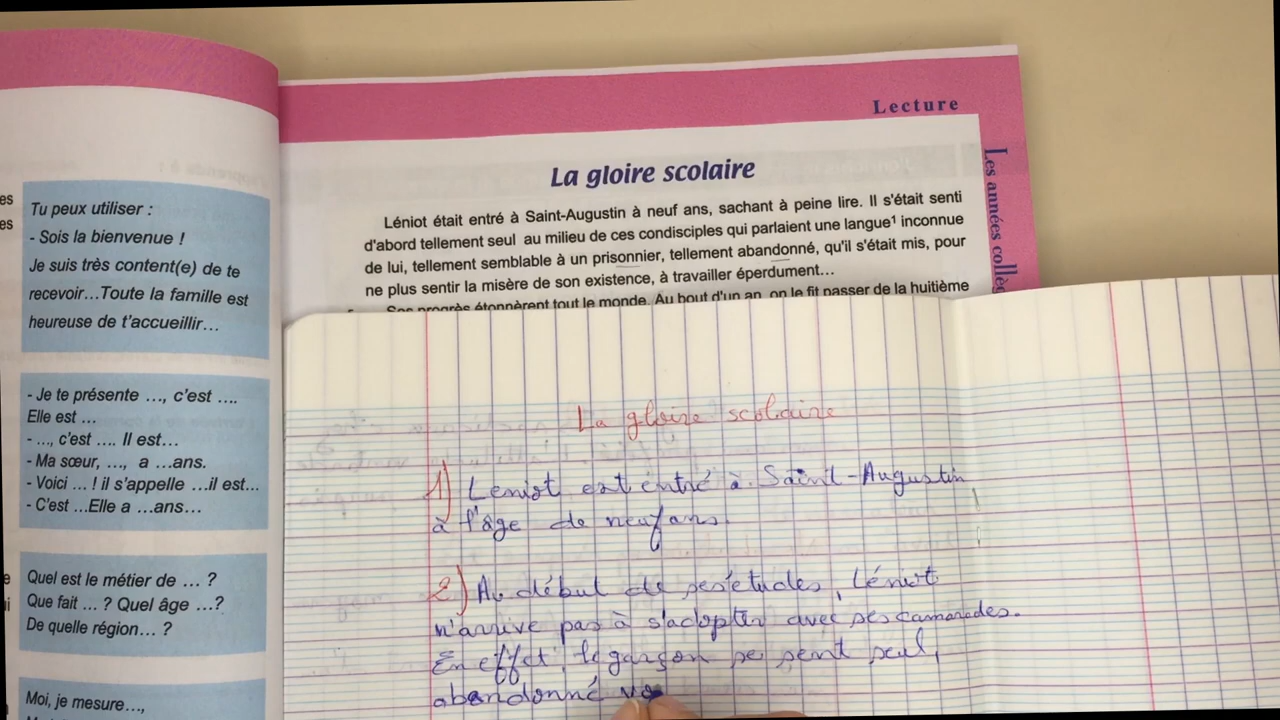 es
es
Tu peux utiliser :
- Sois la bienvenue !
Je suis très content(e) de te
recevoir…Toute la famille est
heureuse de t'accueillir…
- Je te présente …, c'est ….
Elle est …
- …, c'est …. Il est…
- Ma sœur, …, a …ans.
- Voici … ! il s'appelle …il est…
- C'est …Elle a …ans…
Quel est le métier de … ?
Que fait … ? Quel âge …?
De quelle région… ?
Moi, je mesure…,
Lecture
Les années collèg
La gloire scolaire
Léniot était entré à Saint-Augustin à neuf ans, sachant à peine lire. Il s'était senti
d'abord tellement seul au milieu de ces condisciples qui parlaient une langue¹ inconnue
de lui, tellement semblable à un prisonnier, tellement abandonné, qu'il s'était mis, pour
ne plus sentir la misère de son existence, à travailler éperdument…
Ses progrès étonnèrent tout le monde. Au bout d'un an, on le fit passer de la huitième
La gloire scolaire
1) Leniot est entré à Saint-Augustin
à l'âge de neuf ans.
2) Au début de ses études, Léniot
n'arrive pas à s'adopter avec ses camarades.
En effet, le garçon se sent seul,
abandonné